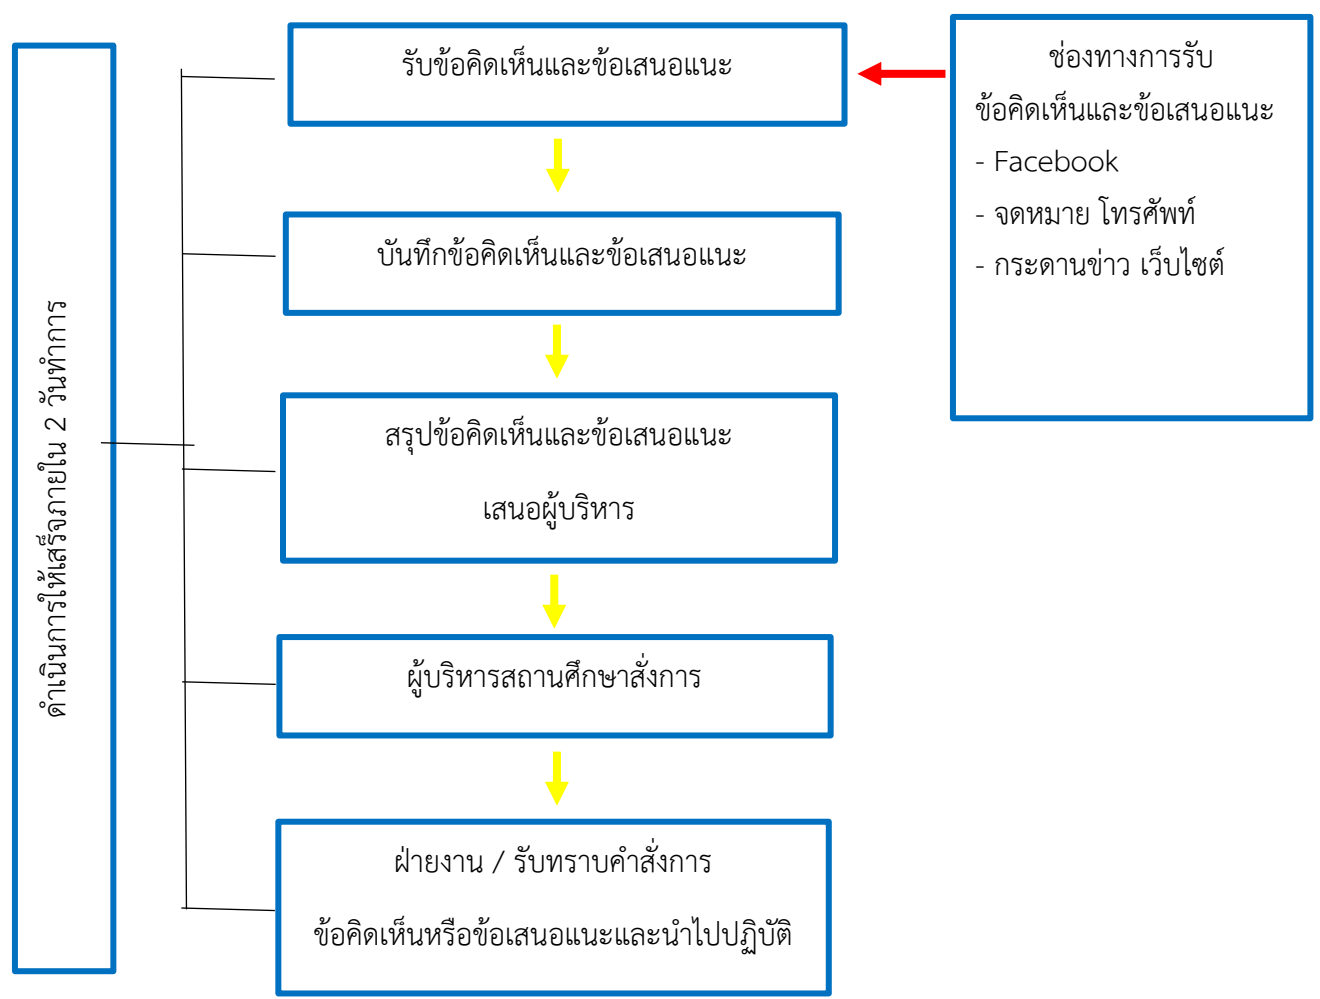 รับข้อคิดเห็นและข้อเสนอแนะ
ช่องทางการรับ
ข้อคิดเห็นและข้อเสนอแนะ
- Facebook
- จดหมาย โทรศัพท์
- กระดานข่าว เว็บไซต์
บันทึกข้อคิดเห็นและข้อเสนอแนะ
สรุปข้อคิดเห็นและข้อเสนอแนะ
เสนอผู้บริหาร
ผู้บริหารสถานศึกษาสั่งการ
ฝ่ายงาน / รับทราบคำสั่งการ
ข้อคิดเห็นหรือข้อเสนอแนะและนำไปปฏิบัติ
ดำเนินการให้เสร็จภายใน 2 วันทำการ